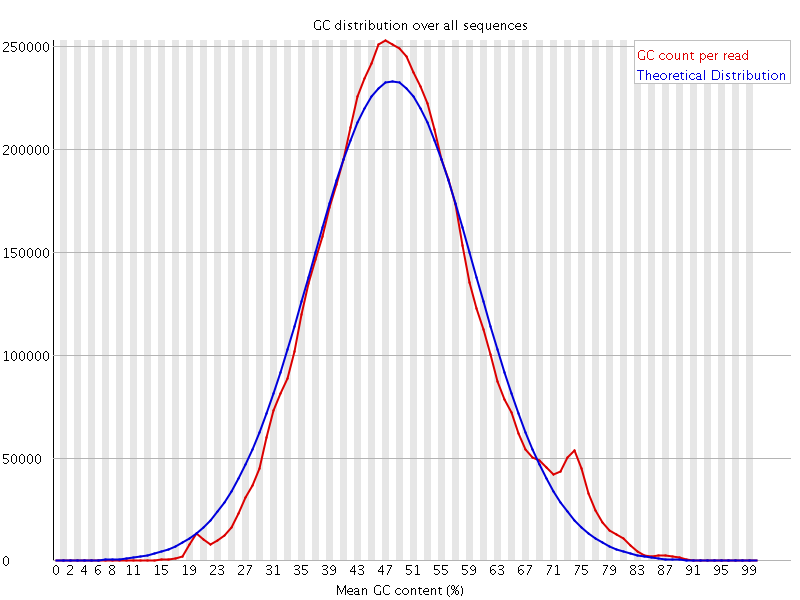 GC distribution over all sequences
GC count per read
Theoretical Distribution
250000
200000
150000
100000
50000
0
0 2 4 6 8 11 15 19 23 27 31 35 39 43 47 51 55 59 63 67 71 75 79 83 87 91 95 99
Mean GC content (%)